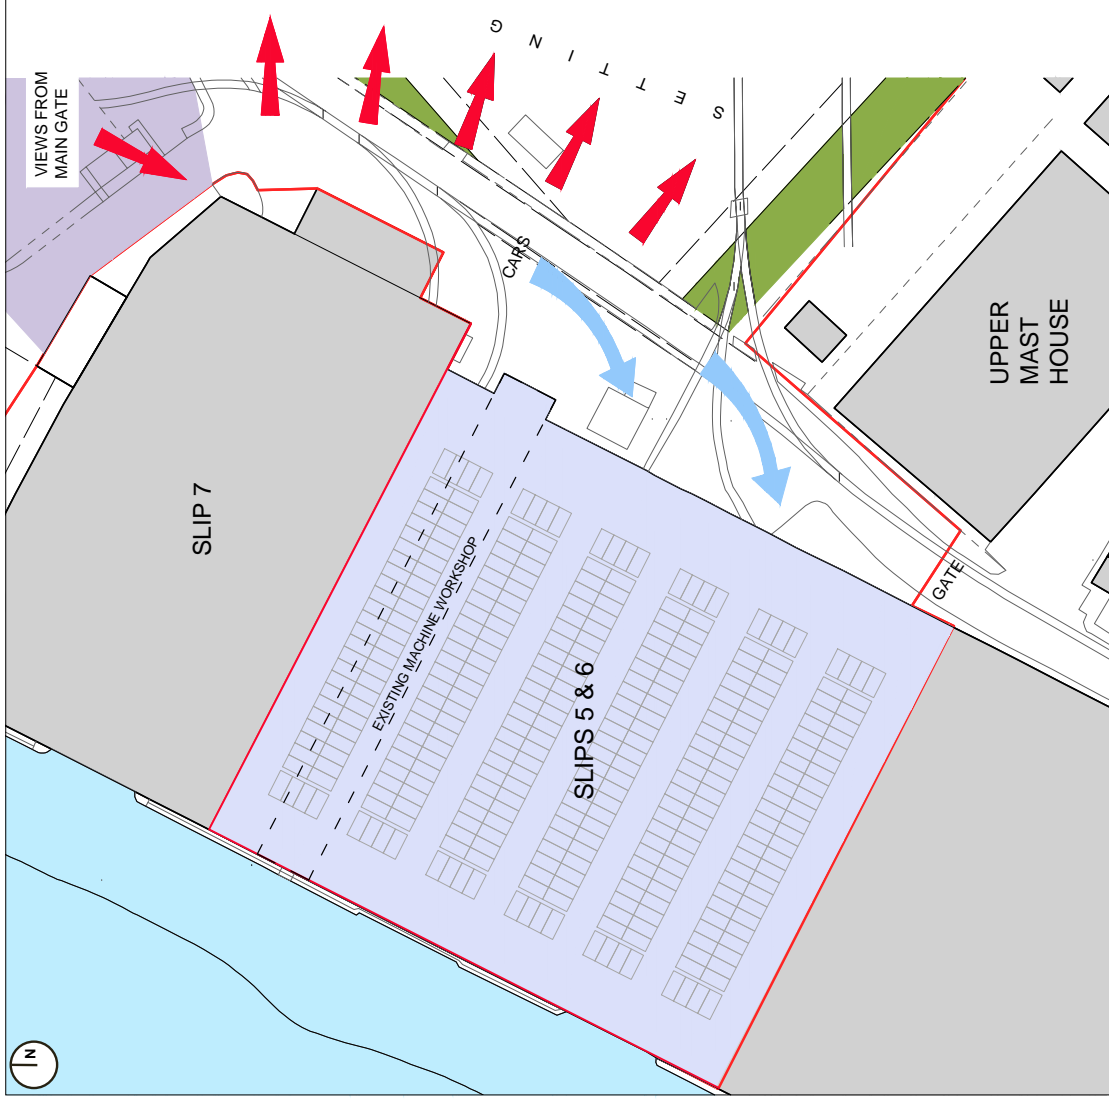 VIEWS FROM
MAIN GATE
SETTING
CARS
SLIP 7
UPPER
MAST
HOUSE
EXISTING MACHINE WORKSHOP
SLIPS 5 & 6
GATE
N